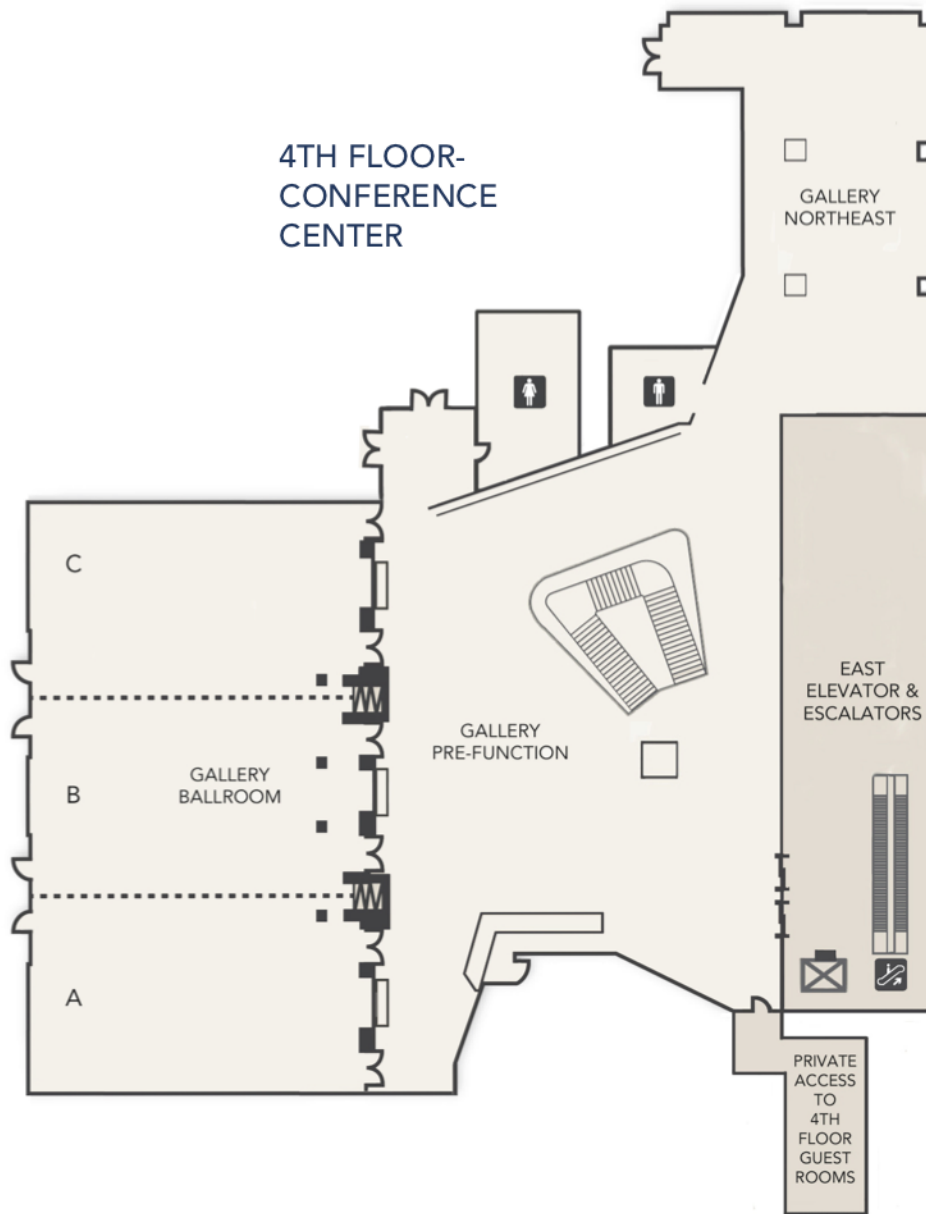 4TH FLOOR-
CONFERENCE
CENTER
GALLERY
NORTHEAST
C
EAST
ELEVATOR &
ESCALATORS
GALLERY
PRE-FUNCTION
GALLERY
BALLROOM
B
A
PRIVATE
ACCESS
TO
4TH
FLOOR
GUEST
ROOMS